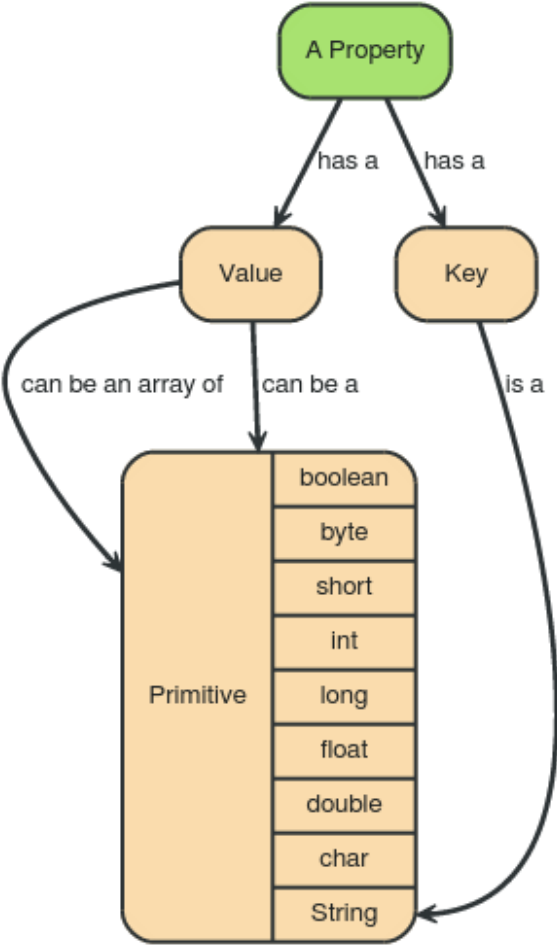 A Property
has a
has a
Value
Key
can be an array of
can be a
is a
Primitive
boolean
byte
short
int
long
float
double
char
String